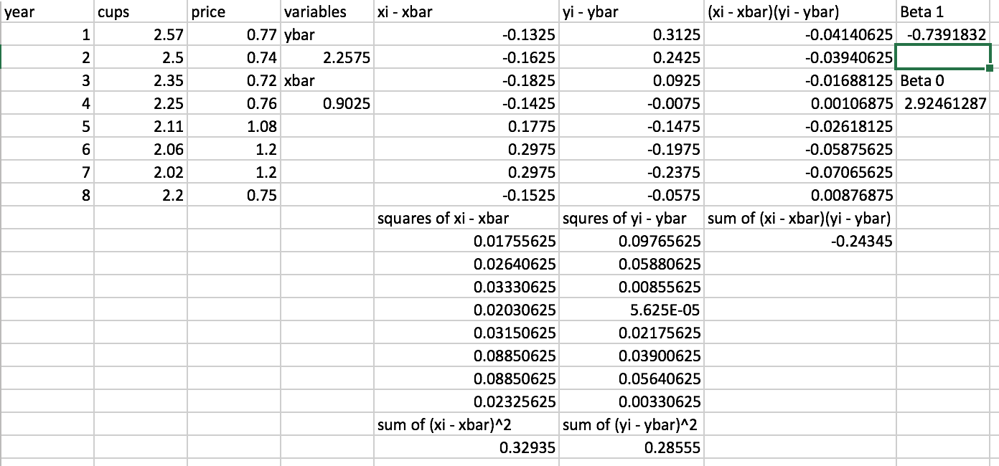 year cups price variables xi - xbar yi - ybar (xi - xbar)(yi - ybar) Beta 1
1 2.57 0.77 ybar -0.1325 0.3125 -0.04140625 -0.7391832
2 2.5 0.74 2.2575 -0.1625 0.2425 -0.03940625
3 2.35 0.72 xbar -0.1825 0.0925 -0.01688125 Beta 0
4 2.25 0.76 0.9025 -0.1425 -0.0075 0.00106875 2.92461287
5 2.11 1.08 0.1775 -0.1475 -0.02618125
6 2.06 1.2 0.2975 -0.1975 -0.05875625
7 2.02 1.2 0.2975 -0.2375 -0.07065625
8 2.2 0.75 -0.1525 -0.0575 0.00876875
squares of xi - xbar squres of yi - ybar sum of (xi - xbar)(yi - ybar)
0.01755625 0.09765625 -0.24345
0.02640625 0.05880625
0.03330625 0.00855625
0.02030625 5.625E-05
0.03150625 0.02175625
0.08850625 0.03900625
0.08850625 0.05640625
0.02325625 0.00330625
sum of (xi - xbar)^2 sum of (yi - ybar)^2
0.32935 0.28555